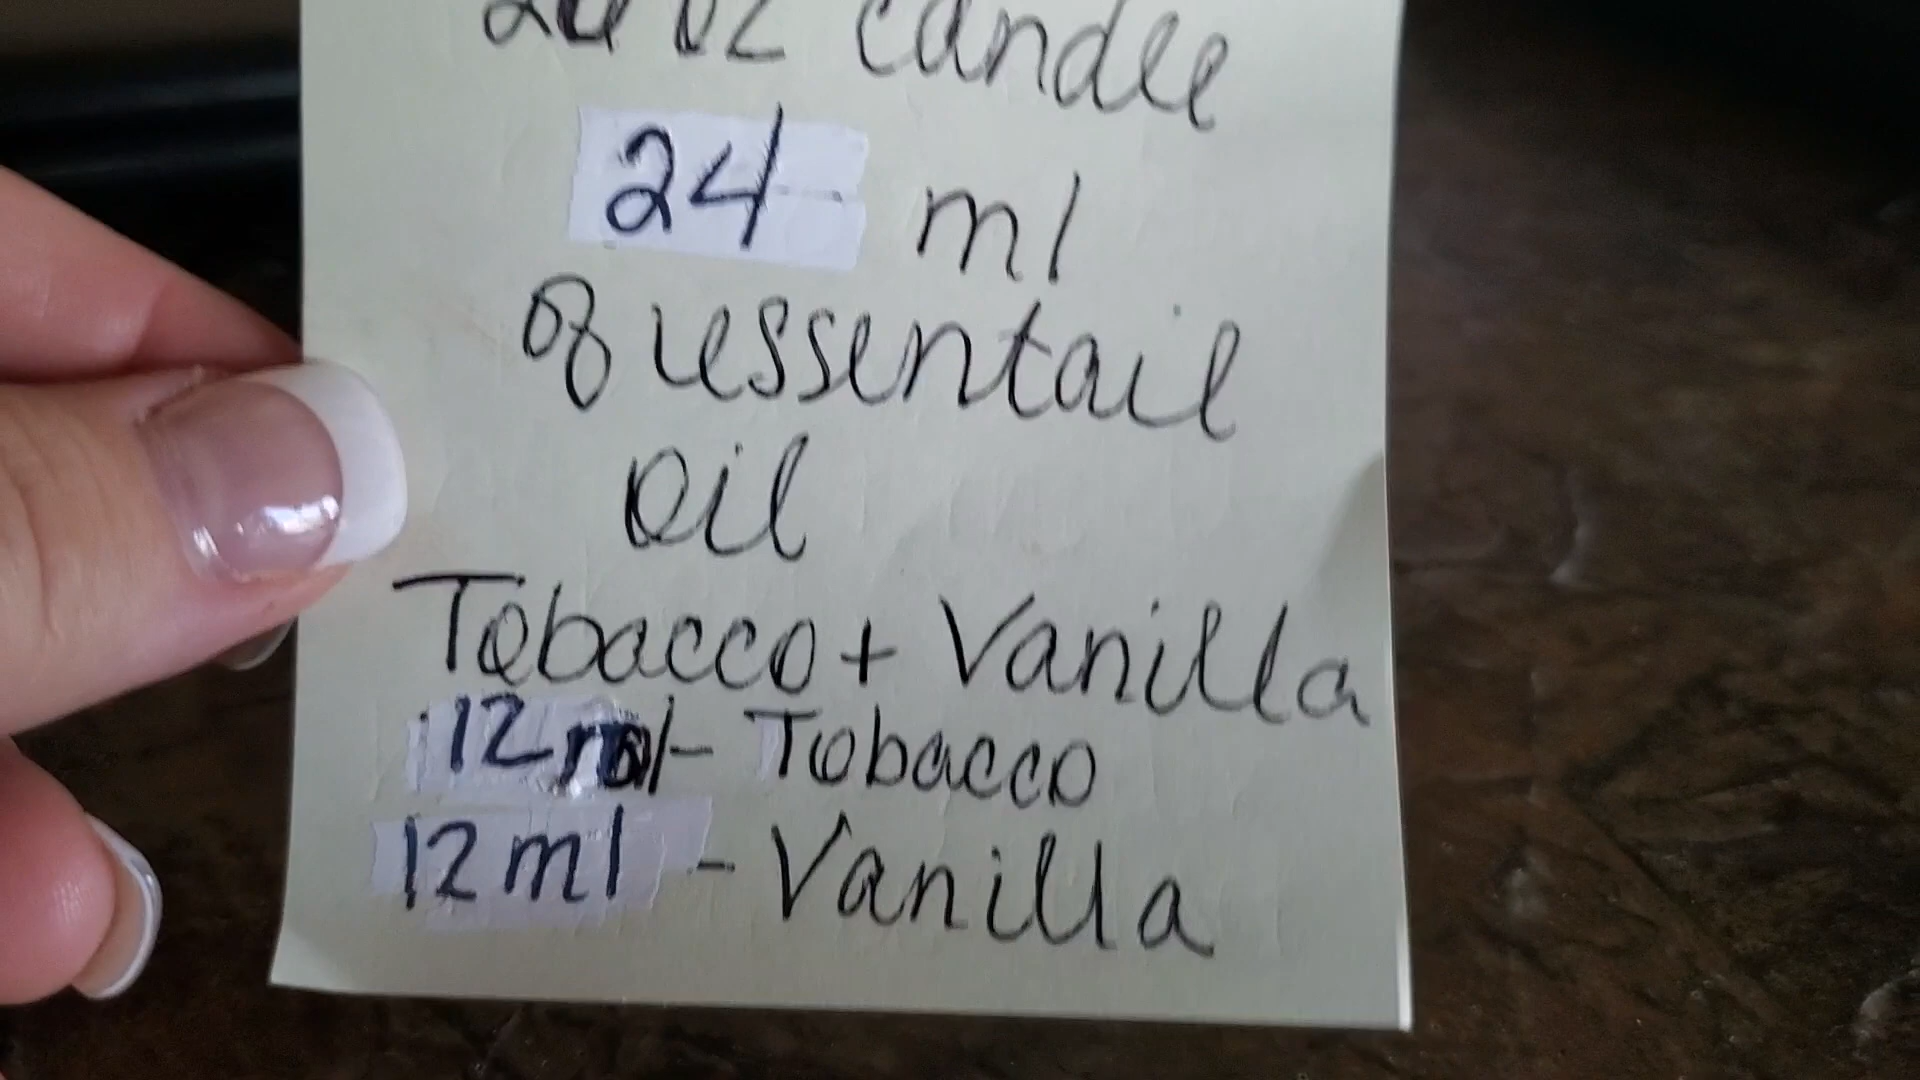 oz candle
24 ml
of essentail
oil
Tobacco + Vanilla
12ml - Tobacco
12ml - Vanilla